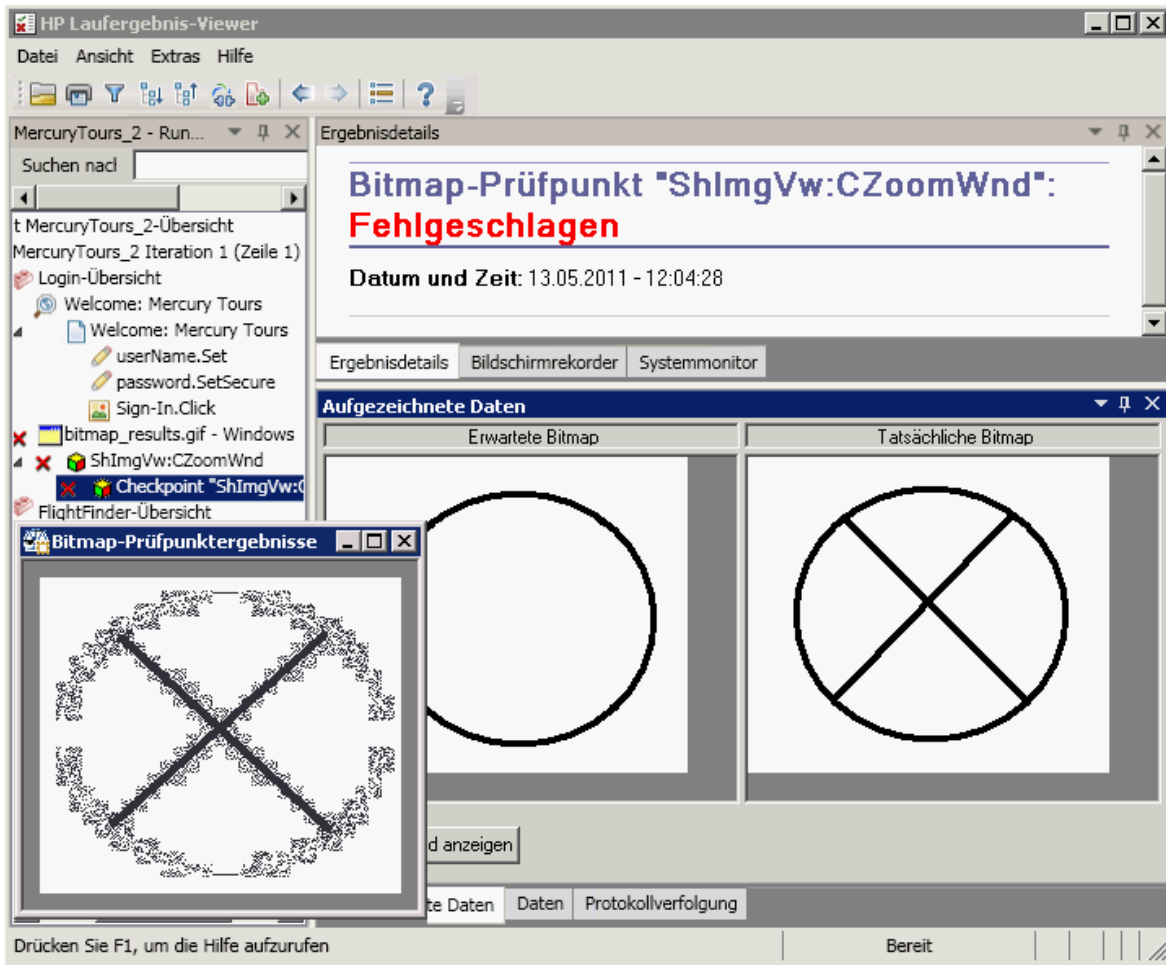 HP Laufergebnis-Viewer
Datei Ansicht Extras Hilfe
MercuryTours_2 - Run...
Suchen nacl
t MercuryTours_2-Übersicht
MercuryTours_2 Iteration 1 (Zeile 1)
Login-Übersicht
Welcome: Mercury Tours
Welcome: Mercury Tours
userName.Set
password.SetSecure
Sign-In.Click
bitmap_results.gif - Windows
ShImgVw:CZoomWnd
Checkpoint "ShImgVw:C
FlightFinder-Übersicht
Ergebnisdetails
Bitmap-Prüfpunkt "ShImgVw:CZoomWnd":
Fehlgeschlagen
Datum und Zeit: 13.05.2011 - 12:04:28
Ergebnisdetails Bildschirmrekorder Systemmonitor
Aufgezeichnete Daten
Erwartete Bitmap Tatsächliche Bitmap
Bitmap-Prüfpunktergebnisse
d anzeigen
te Daten Daten Protokollverfolgung
Drücken Sie F1, um die Hilfe aufzurufen Bereit